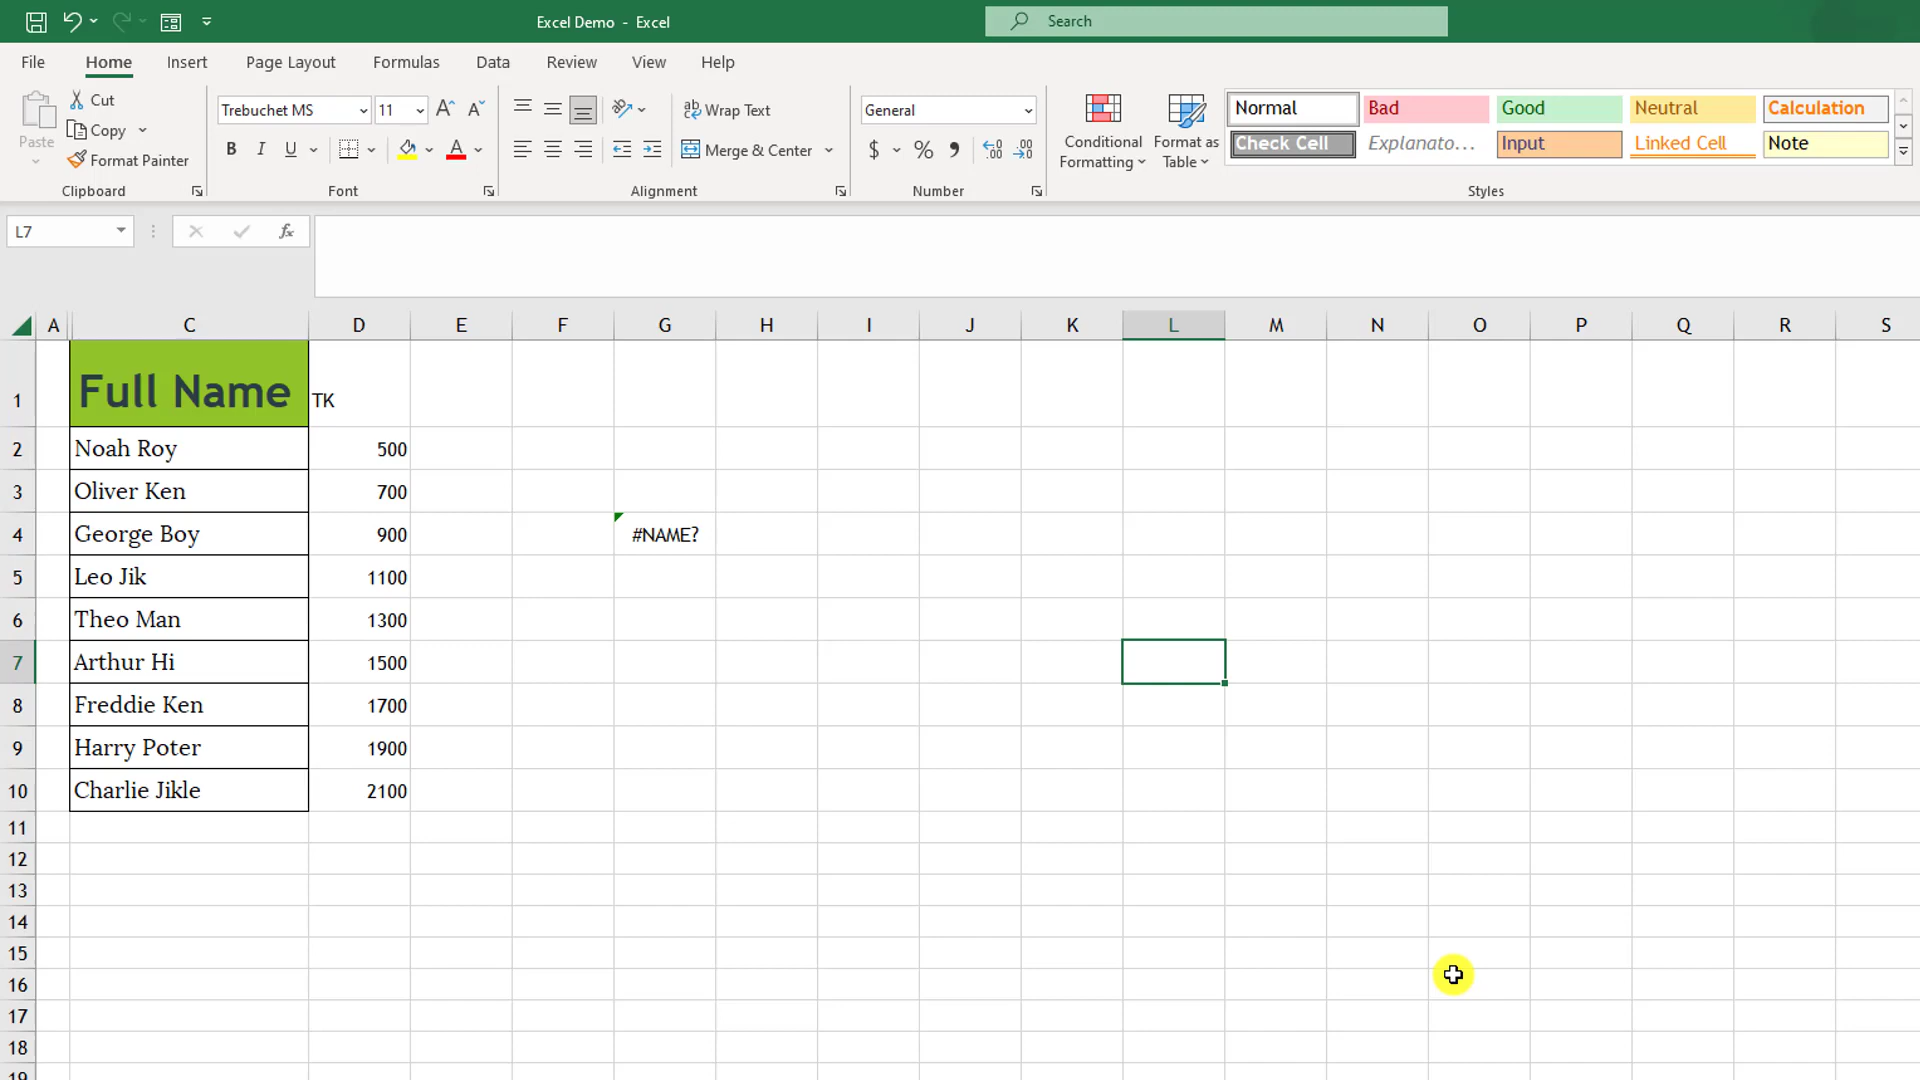 Excel Demo - Excel
Search
File Home Insert Page Layout Formulas Data Review View Help
Paste
Cut
Copy
Format Painter
Clipboard
Trebuchet MS 11
B I U
Font
Wrap Text
Merge & Center
Alignment
General
$ %
Number
Conditional Formatting
Format as Table
Normal Bad Good Neutral Calculation
Check Cell Explanato... Input Linked Cell Note
Styles
L7
fx
A C D E F G H I J K L M N O P Q R S
1 Full Name TK
2 Noah Roy 500
3 Oliver Ken 700
4 George Boy 900 #NAME?
5 Leo Jik 1100
6 Theo Man 1300
7 Arthur Hi 1500
8 Freddie Ken 1700
9 Harry Poter 1900
10 Charlie Jikle 2100
11
12
13
14
15
16
17
18
19